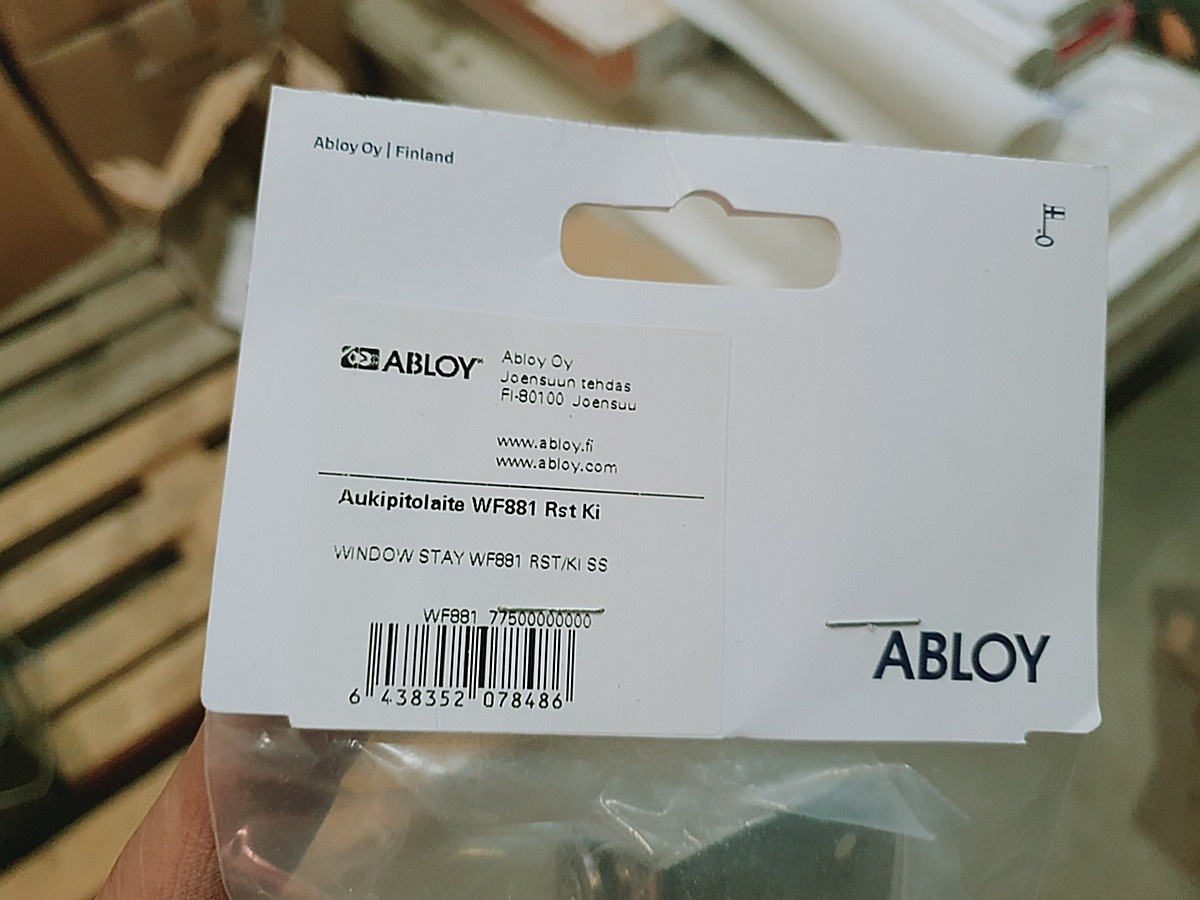 Abloy Oy | Finland
ABLOY
Abloy Oy
Joensuun tehdas
FI-80100 Joensuu
www.abloy.fi
www.abloy.com
Aukipitolaite WF881 Rst Ki
WINDOW STAY WF881 RST/KI SS
WF881 77500000000
6 438352 078486
ABLOY